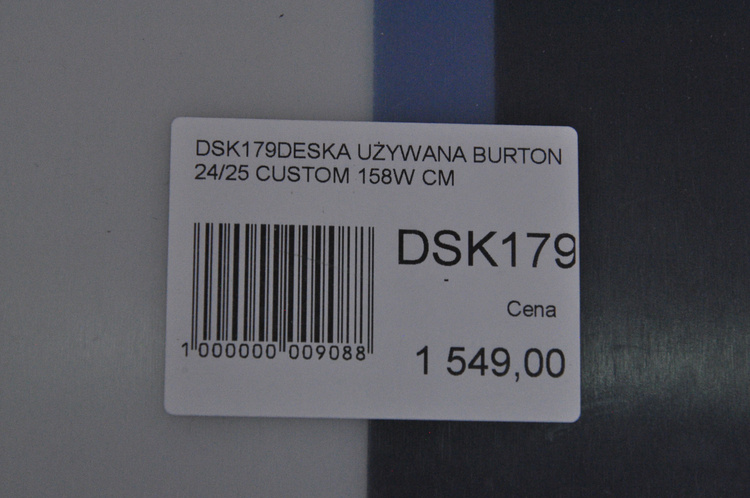 DSK179DESKA UŻYWANA BURTON
24/25 CUSTOM 158W CM
DSK179
-
Cena
1 549,00
1 000000 009088